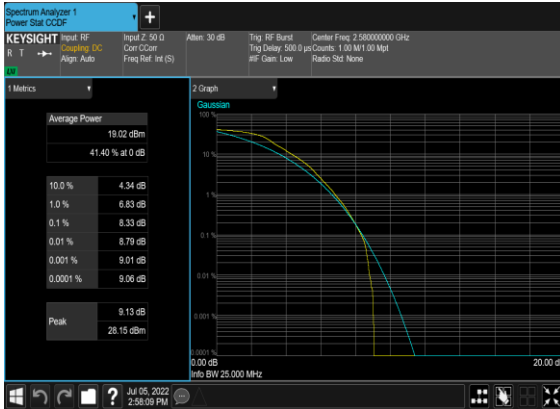 Spectrum Analyzer 1
Power Stat CCDF
+
KEYSIGHT Input: RF Input Z: 50 Ω Atten: 30 dB Trig: RF Burst Center Freq: 2.580000000 GHz
R T Coupling: DC Corr CCorr Trig Delay: 500.0 µs Counts: 1.00 M/1.00 Mpt
Align: Auto Freq Ref: Int (S) #IF Gain: Low Radio Std: None
1 Metrics
Average Power
19.02 dBm
41.40 % at 0 dB
10.0 % 4.34 dB
1.0 % 6.83 dB
0.1 % 8.33 dB
0.01 % 8.79 dB
0.001 % 9.01 dB
0.0001 % 9.06 dB
Peak
9.13 dB
28.15 dBm
2 Graph
Gaussian
100 %
10 %
1 %
0.1 %
0.01 %
0.001 %
0.0001 %
0.00 dB 20.00 d
Info BW 25.000 MHz
? Jul 05, 2022
2:58:09 PM